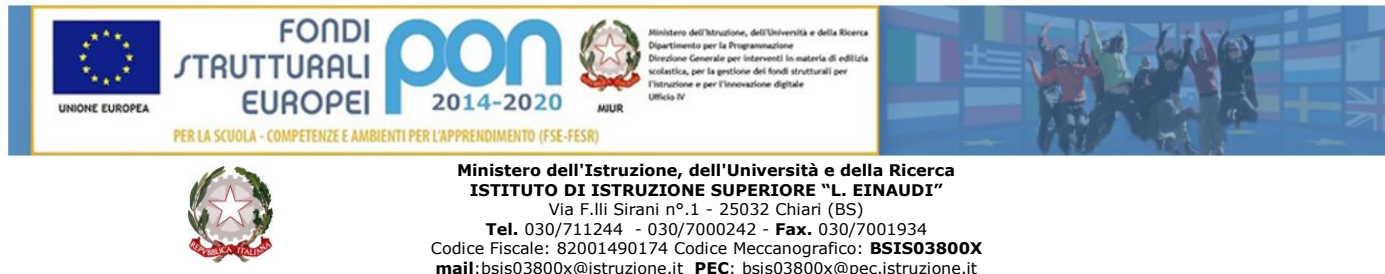 UNIONE EUROPEA
FONDI
STRUTTURALI
EUROPEI
pon
2014-2020
MIUR
Ministero dell'Istruzione, dell'Università e della Ricerca
Dipartimento per la Programmazione
Direzione Generale per interventi in materia di edilizia
scolastica, per la gestione dei fondi strutturali per
l'istruzione e per l'innovazione digitale
Ufficio IV
PER LA SCUOLA - COMPETENZE E AMBIENTI PER L'APPRENDIMENTO (FSE-FESR)
REPVBBLICA ITALIANA
Ministero dell'Istruzione, dell'Università e della Ricerca
ISTITUTO DI ISTRUZIONE SUPERIORE “L. EINAUDI”
Via F.lli Sirani n°.1 - 25032 Chiari (BS)
Tel. 030/711244 - 030/7000242 - Fax. 030/7001934
Codice Fiscale: 82001490174 Codice Meccanografico: BSIS03800X
mail:bsis03800x@istruzione.it PEC: bsis03800x@pec.istruzione.it